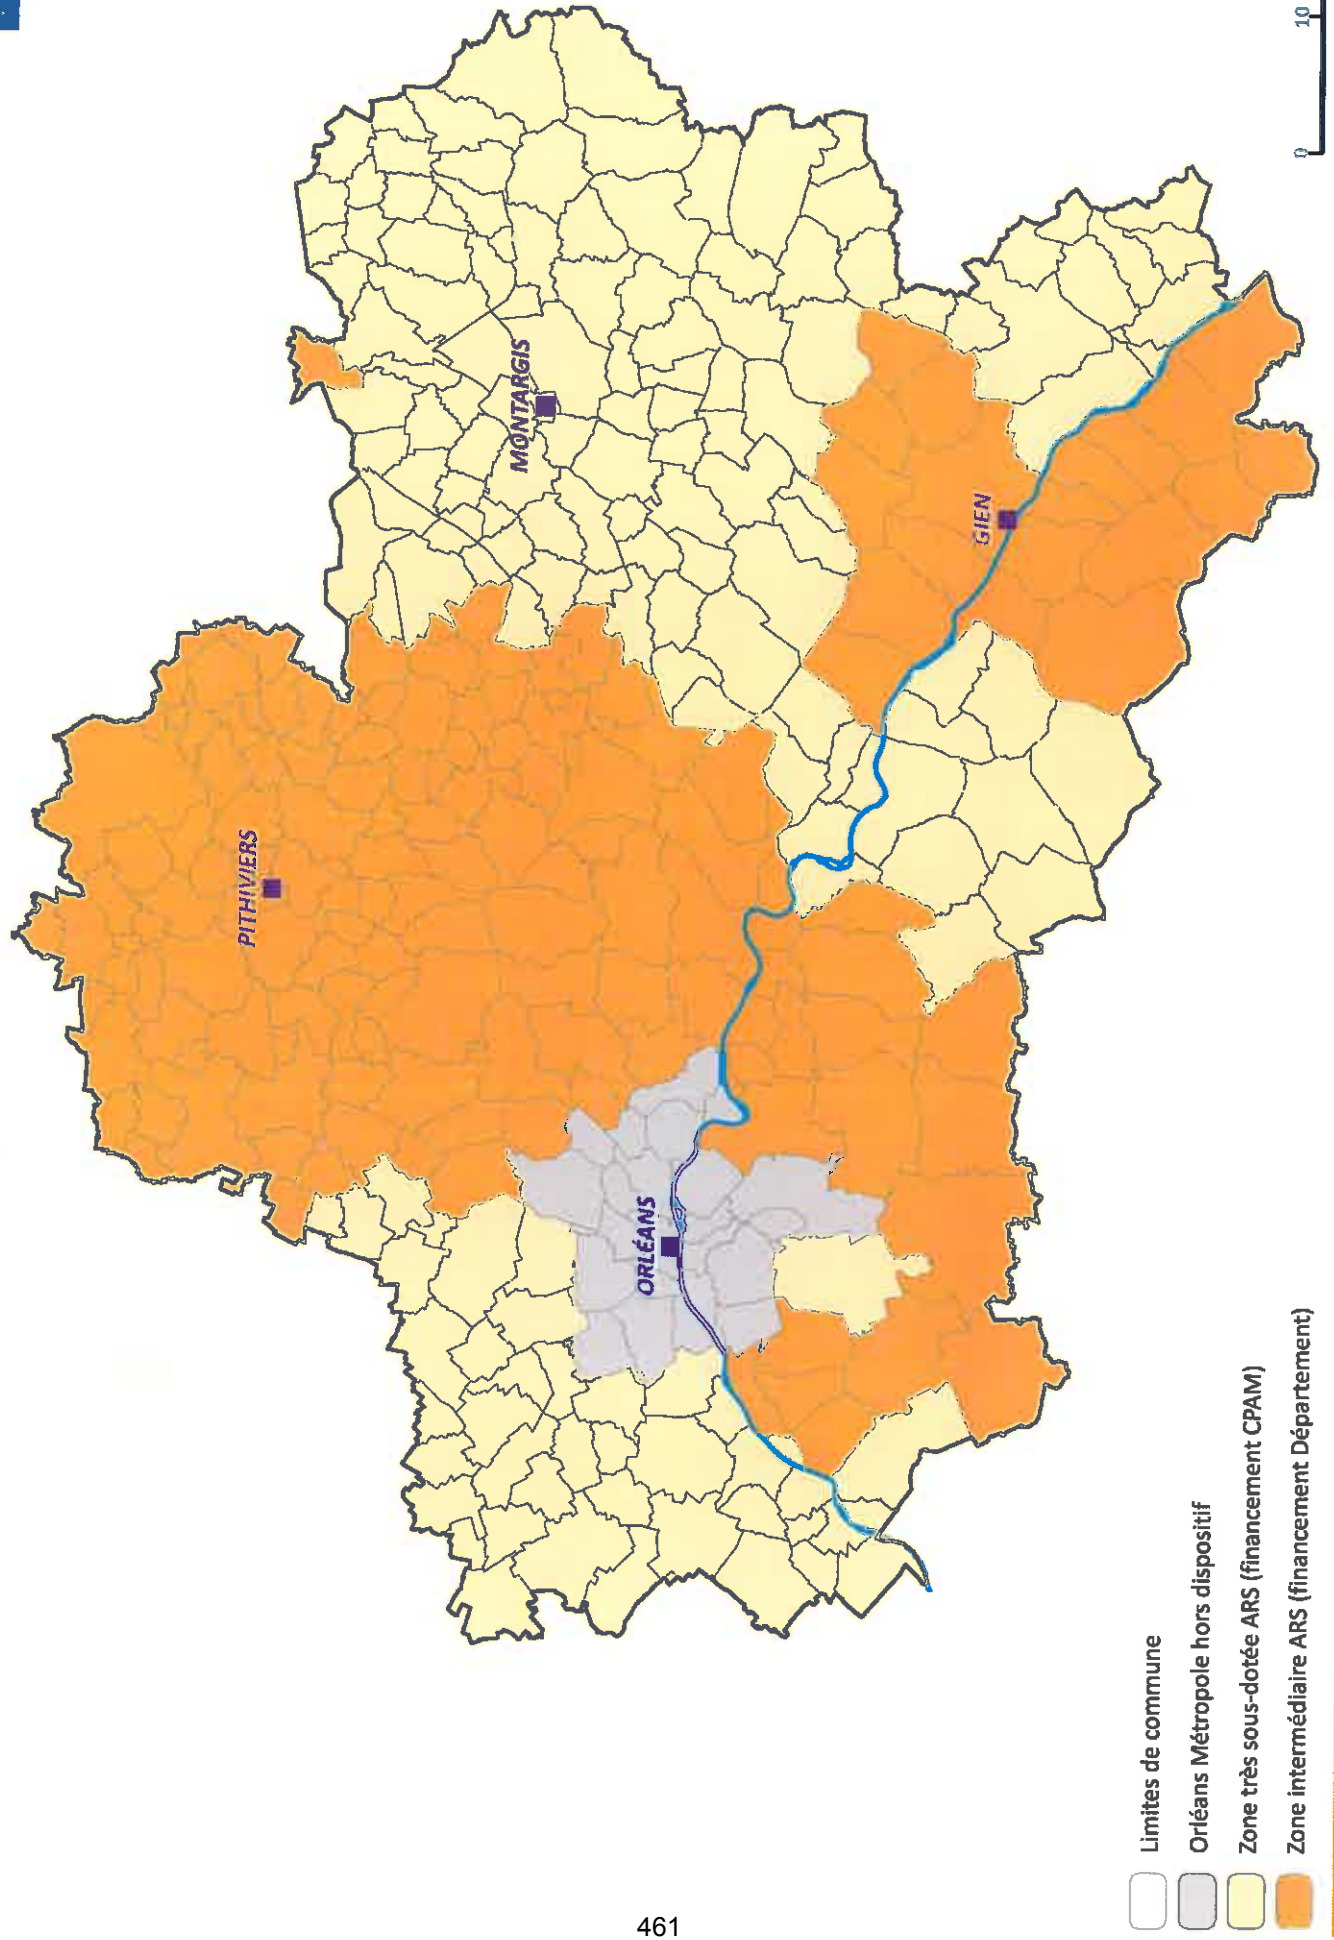 PITHIVIERS
MONTARGIS
ORLÉANS
GIEN
0 10
Limites de commune
Orléans Métropole hors dispositif
Zone très sous-dotée ARS (financement CPAM)
Zone intermédiaire ARS (financement Département)
461